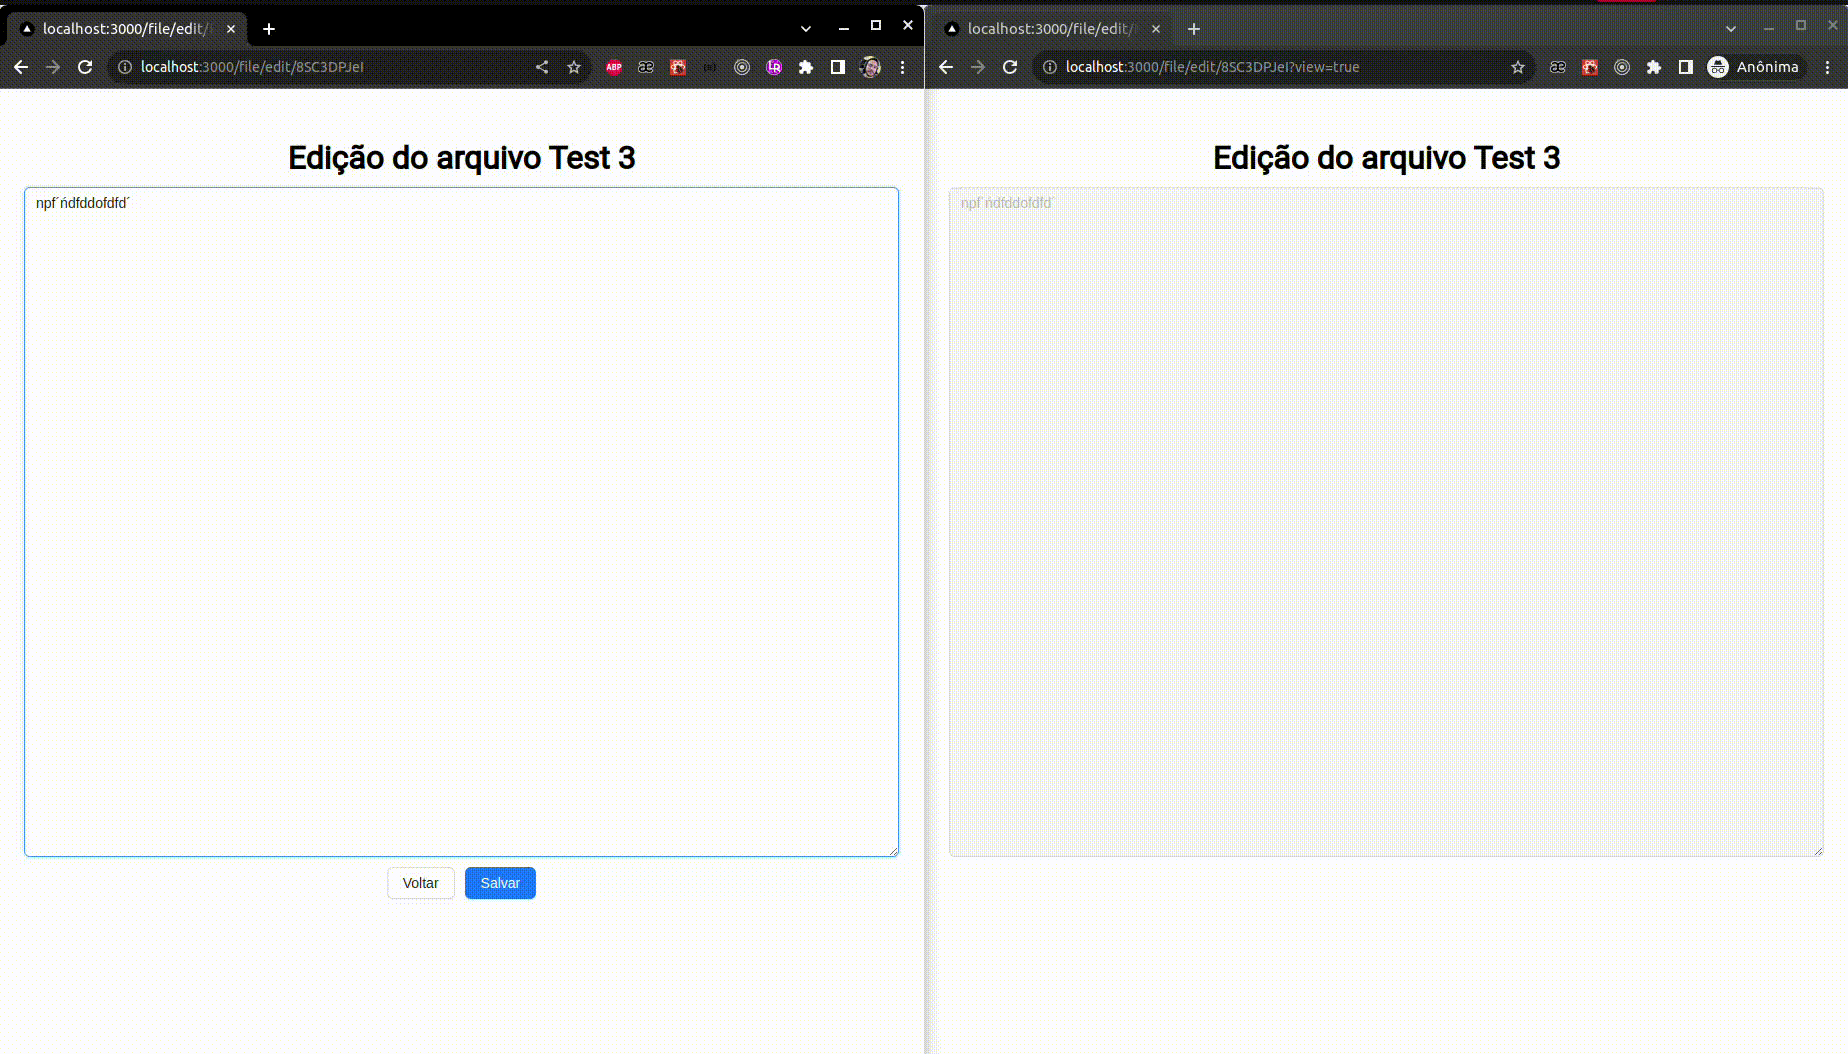 localhost:3000/file/edit/
localhost:3000/file/edit/8SC3DPJeI
ABP
æ
Edição do arquivo Test 3
npf´ńdfddofdfd´
Voltar
Salvar
localhost:3000/file/edit/
localhost:3000/file/edit/8SC3DPJeI?view=true
æ
Anônima
Edição do arquivo Test 3
npf´ńdfddofdfd´